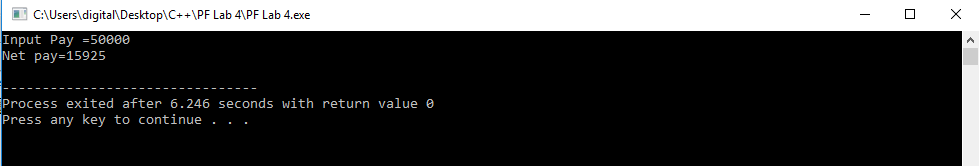 C:\Users\digital\Desktop\C++\PF Lab 4\PF Lab 4.exe
Input Pay =50000
Net pay=15925
--------------------------------
Process exited after 6.246 seconds with return value 0
Press any key to continue . . .